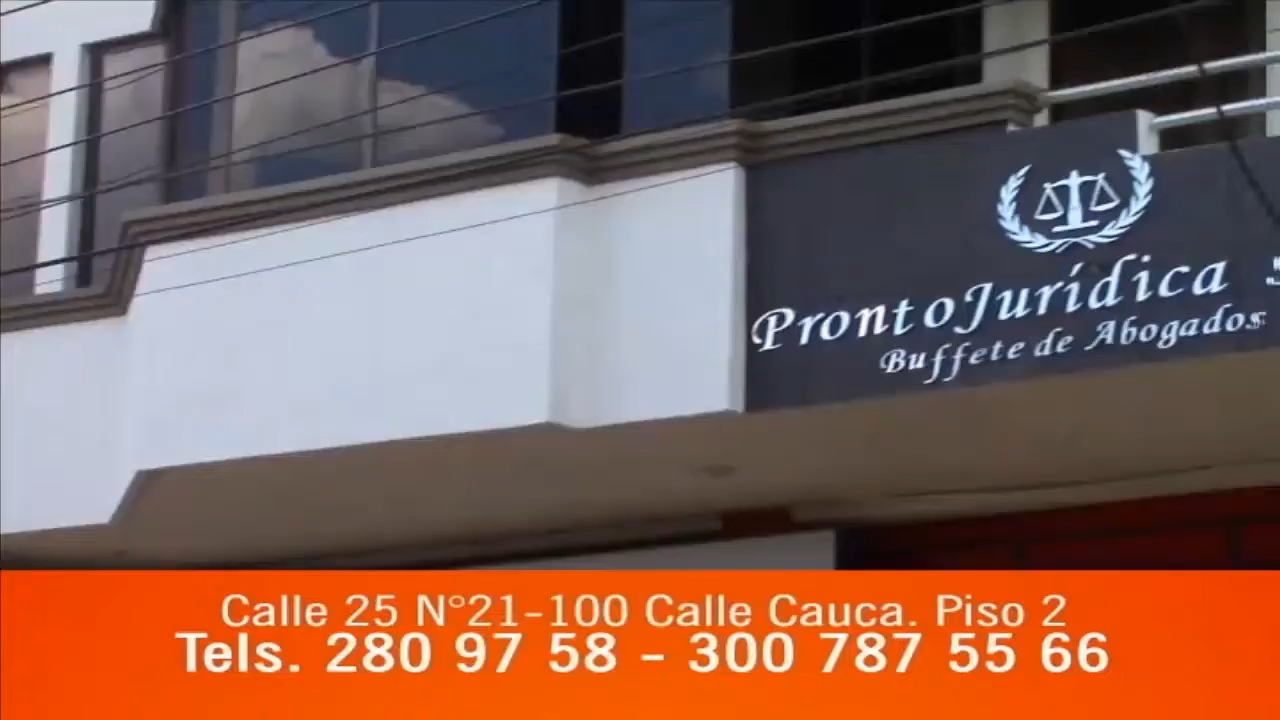 ProntoJurídica
Buffete de Abogados
Calle 25 N°21-100 Calle Cauca. Piso 2
Tels. 280 97 58 - 300 787 55 66